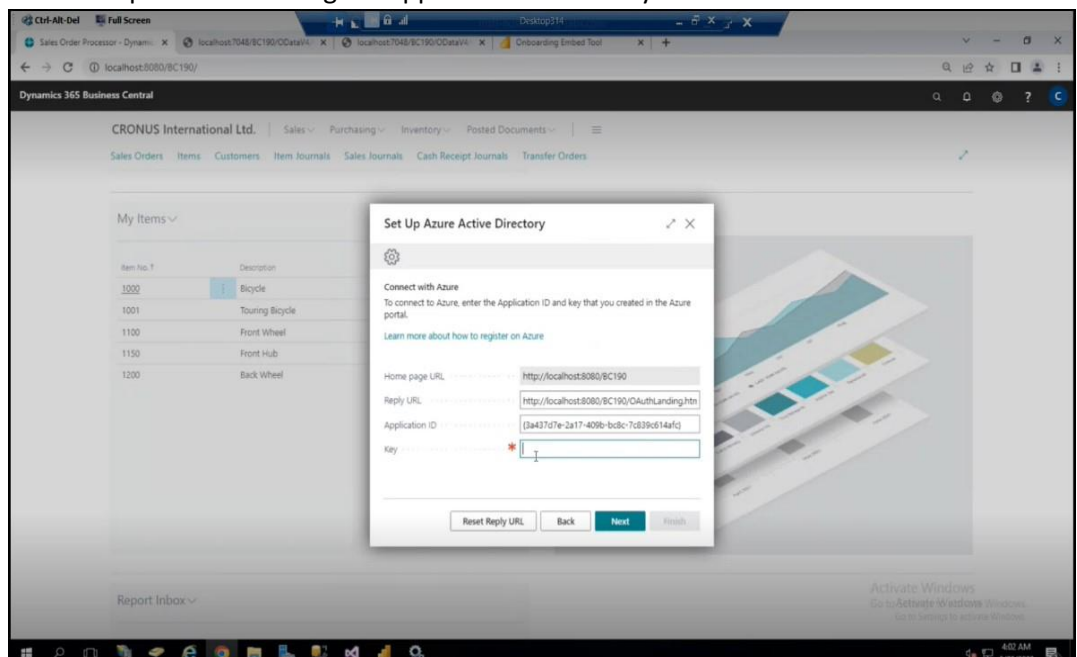 Ctrl-Alt-Del Full Screen Desktop314
Sales Order Processor - Dynamic localhost:7048/BC190/ODataV4/ localhost:7048/BC190/ODataV4/ Onboarding Embed Tool
localhost:8080/BC190/
Dynamics 365 Business Central ? C
CRONUS International Ltd. Sales Purchasing Inventory Posted Documents
Sales Orders Items Customers Item Journals Sales Journals Cash Receipt Journals Transfer Orders
My Items
Item No. Description
1000 Bicycle
1001 Touring Bicycle
1100 Front Wheel
1150 Front Hub
1200 Back Wheel
Set Up Azure Active Directory
Connect with Azure
To connect to Azure, enter the Application ID and key that you created in the Azure
portal.
Learn more about how to register on Azure
Home page URL http://localhost:8080/BC190
Reply URL http://localhost:8080/BC190/OAuthLanding.htn
Application ID {3a437d7e-2a17-409b-bc8c-7c839c614afc}
Key *
Reset Reply URL Back Next Finish
Report Inbox
Activate Windows
Go to Settings to activate Windows.
4:02 AM